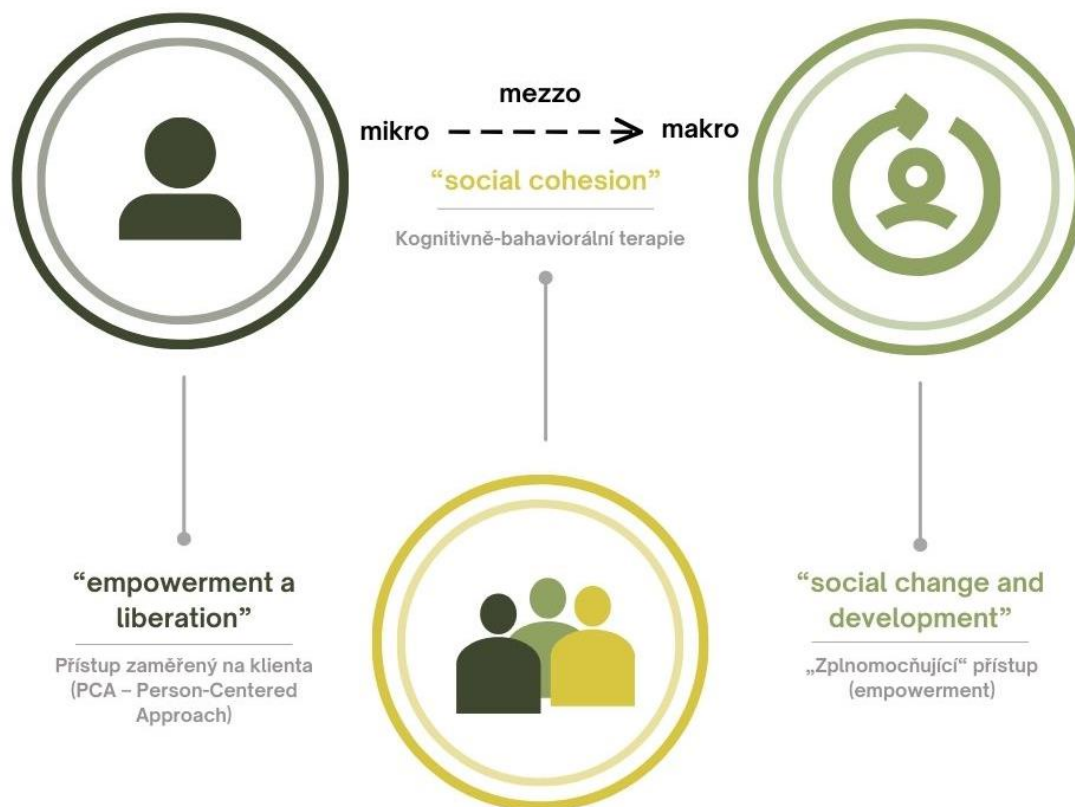 mezzo
mikro
makro
“social cohesion”
Kognitivně-bahaviorální terapie
“empowerment a
liberation”
Přístup zaměřený na klienta
(PCA – Person-Centered
Approach)
“social change and
development”
„Zplnomocňující“ přístup
(empowerment)